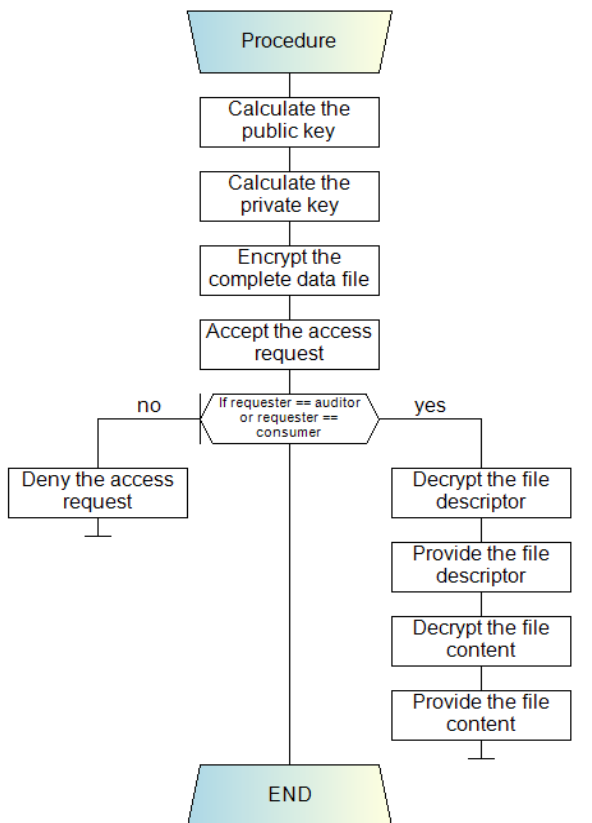 Procedure
Calculate the
public key
Calculate the
private key
Encrypt the
complete data file
Accept the access
request
no
If requester == auditor
or requester ==
consumer
yes
Deny the access
request
Decrypt the file
descriptor
Provide the file
descriptor
Decrypt the file
content
Provide the file
content
END